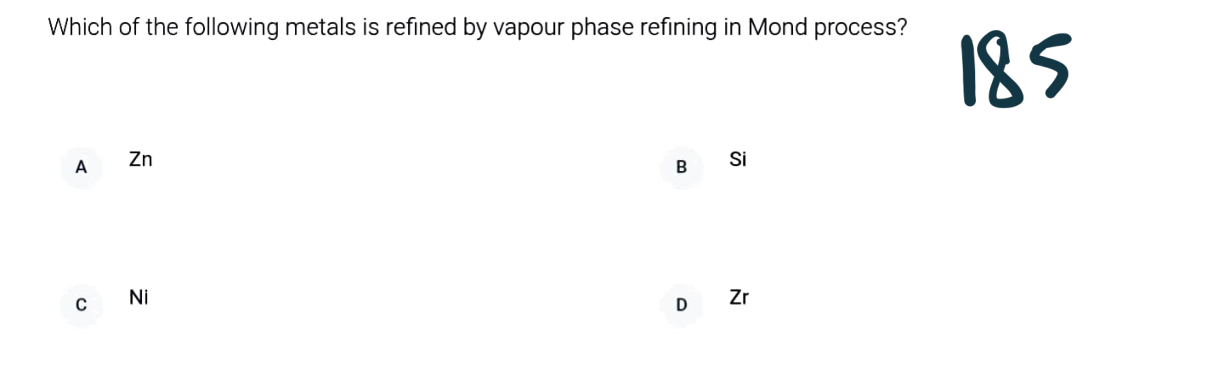 Which of the following metals is refined by vapour phase refining in Mond process?
185
A Zn
B Si
C Ni
D Zr